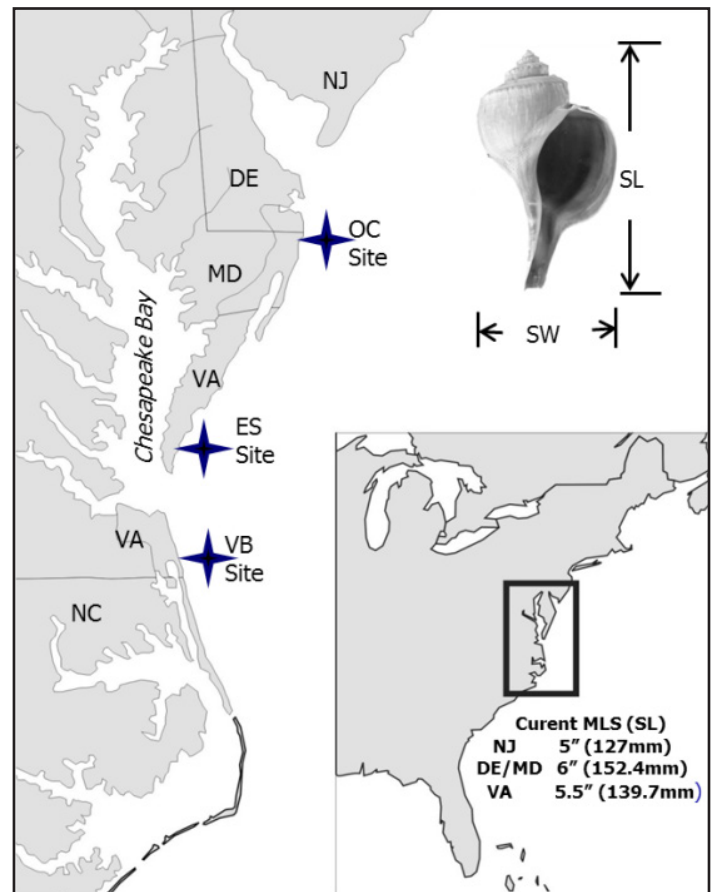 NJ
DE
OC
Site
MD
Chesapeake Bay
VA
ES
Site
VA
VB
Site
NC
SL
SW
Curent MLS (SL)
NJ 5” (127mm)
DE/MD 6” (152.4mm)
VA 5.5” (139.7mm)